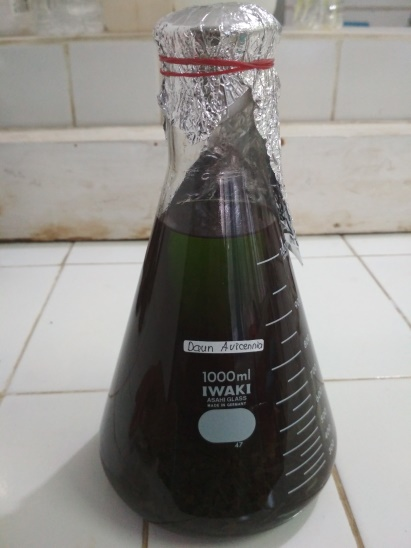 Daun Avicennia
1000ml
IWAKI
ASAHI GLASS
MADE IN GERMANY